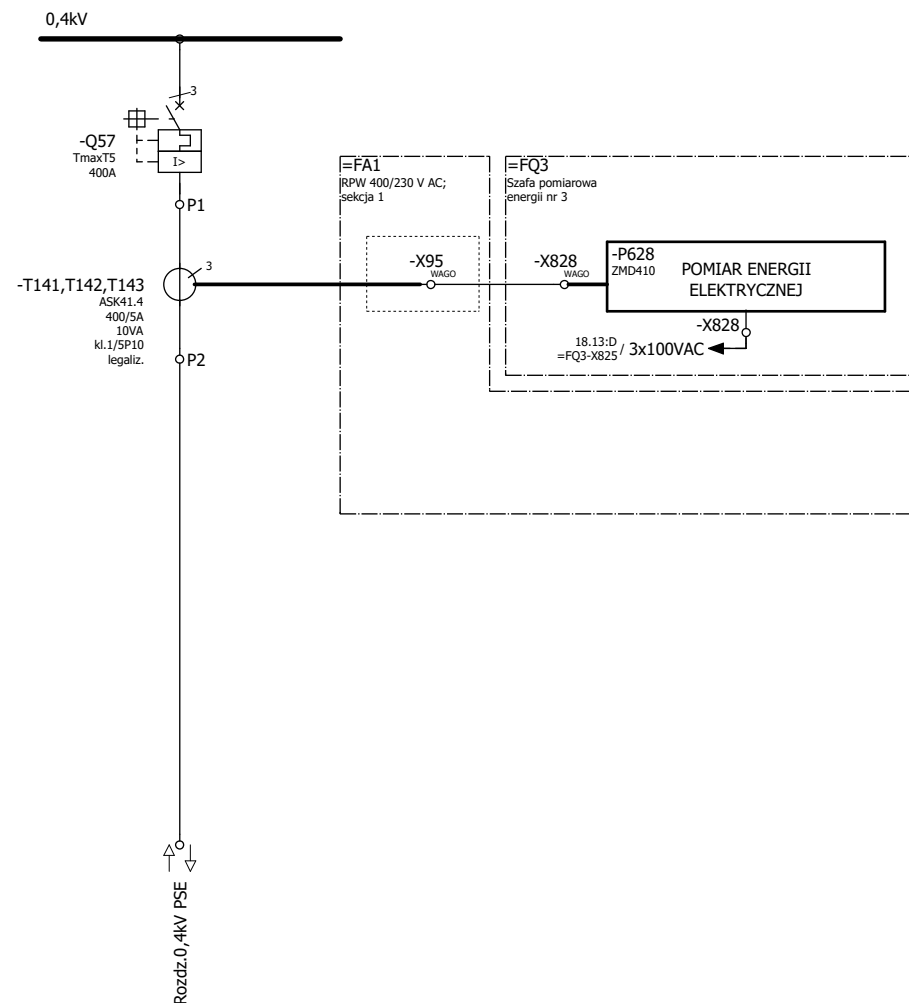 0,4kV
3
-Q57
TmaxT5
400A
I>
P1
=FA1
RPW 400/230 V AC;
sekcja 1
=FQ3
Szafa pomiarowa
energii nr 3
-T141,T142,T143
ASK41.4
400/5A
10VA
kl.1/5P10
legaliz.
3
-X95
WAGO
-X828
WAGO
-P628
ZMD410
POMIAR ENERGII
ELEKTRYCZNEJ
-X828
18.13:D
=FQ3-X825
/ 3x100VAC
P2
Rozdz.0,4kV PSE